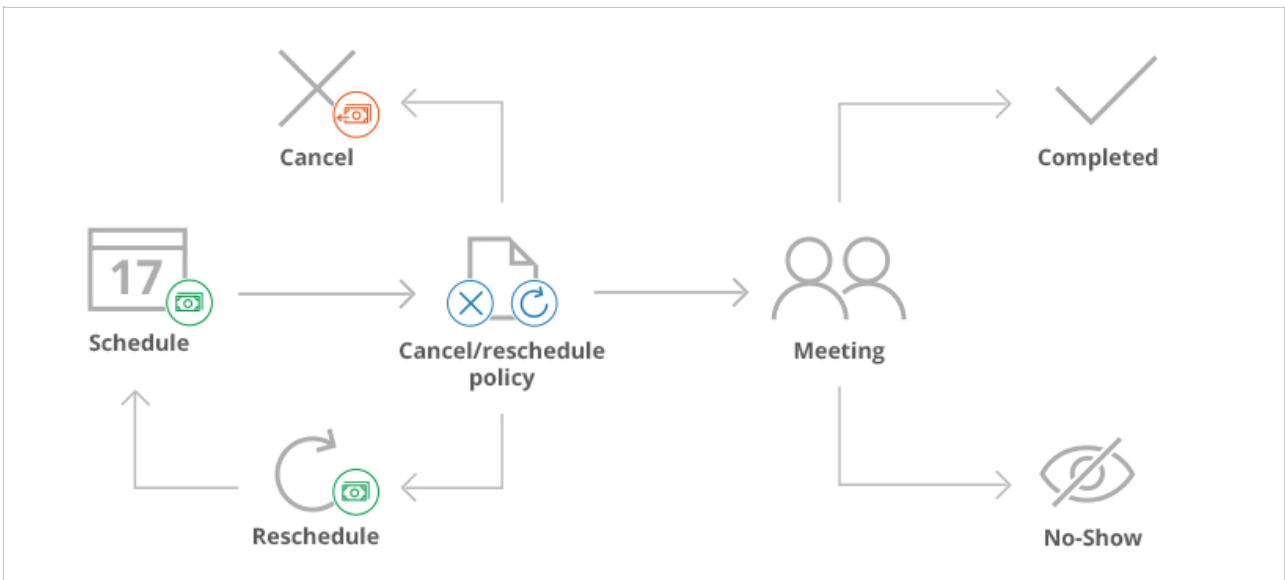 Cancel
Completed
17
Schedule
Cancel/reschedule
policy
Meeting
Reschedule
No-Show